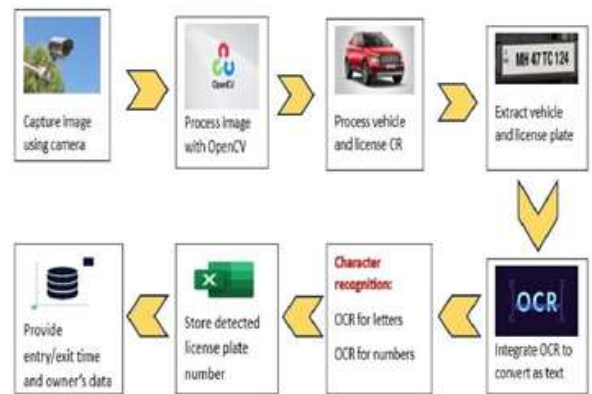 OpenCV
Capture image
using camera
Process image
with OpenCV
Process vehicle
and license CR
MH 47 TC 124
Extract vehicle
and license plate
OCR
Integrate OCR to
convert as text
Character
recognition:
OCR for letters
OCR for numbers
X
Store detected
license plate
number
Provide
entry/exit time
and owner's data